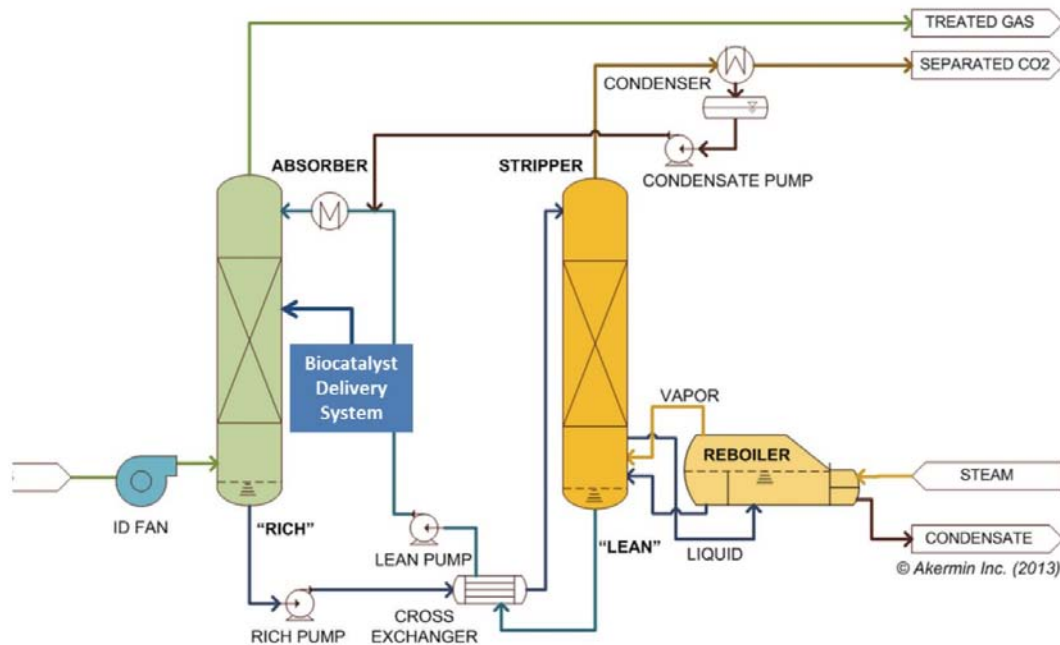 TREATED GAS
SEPARATED CO2
CONDENSER
ABSORBER
STRIPPER
CONDENSATE PUMP
Biocatalyst
Delivery
System
VAPOR
REBOILER
STEAM
ID FAN
"RICH"
LEAN PUMP
"LEAN"
LIQUID
CONDENSATE
© Akermin Inc. (2013)
RICH PUMP
CROSS
EXCHANGER